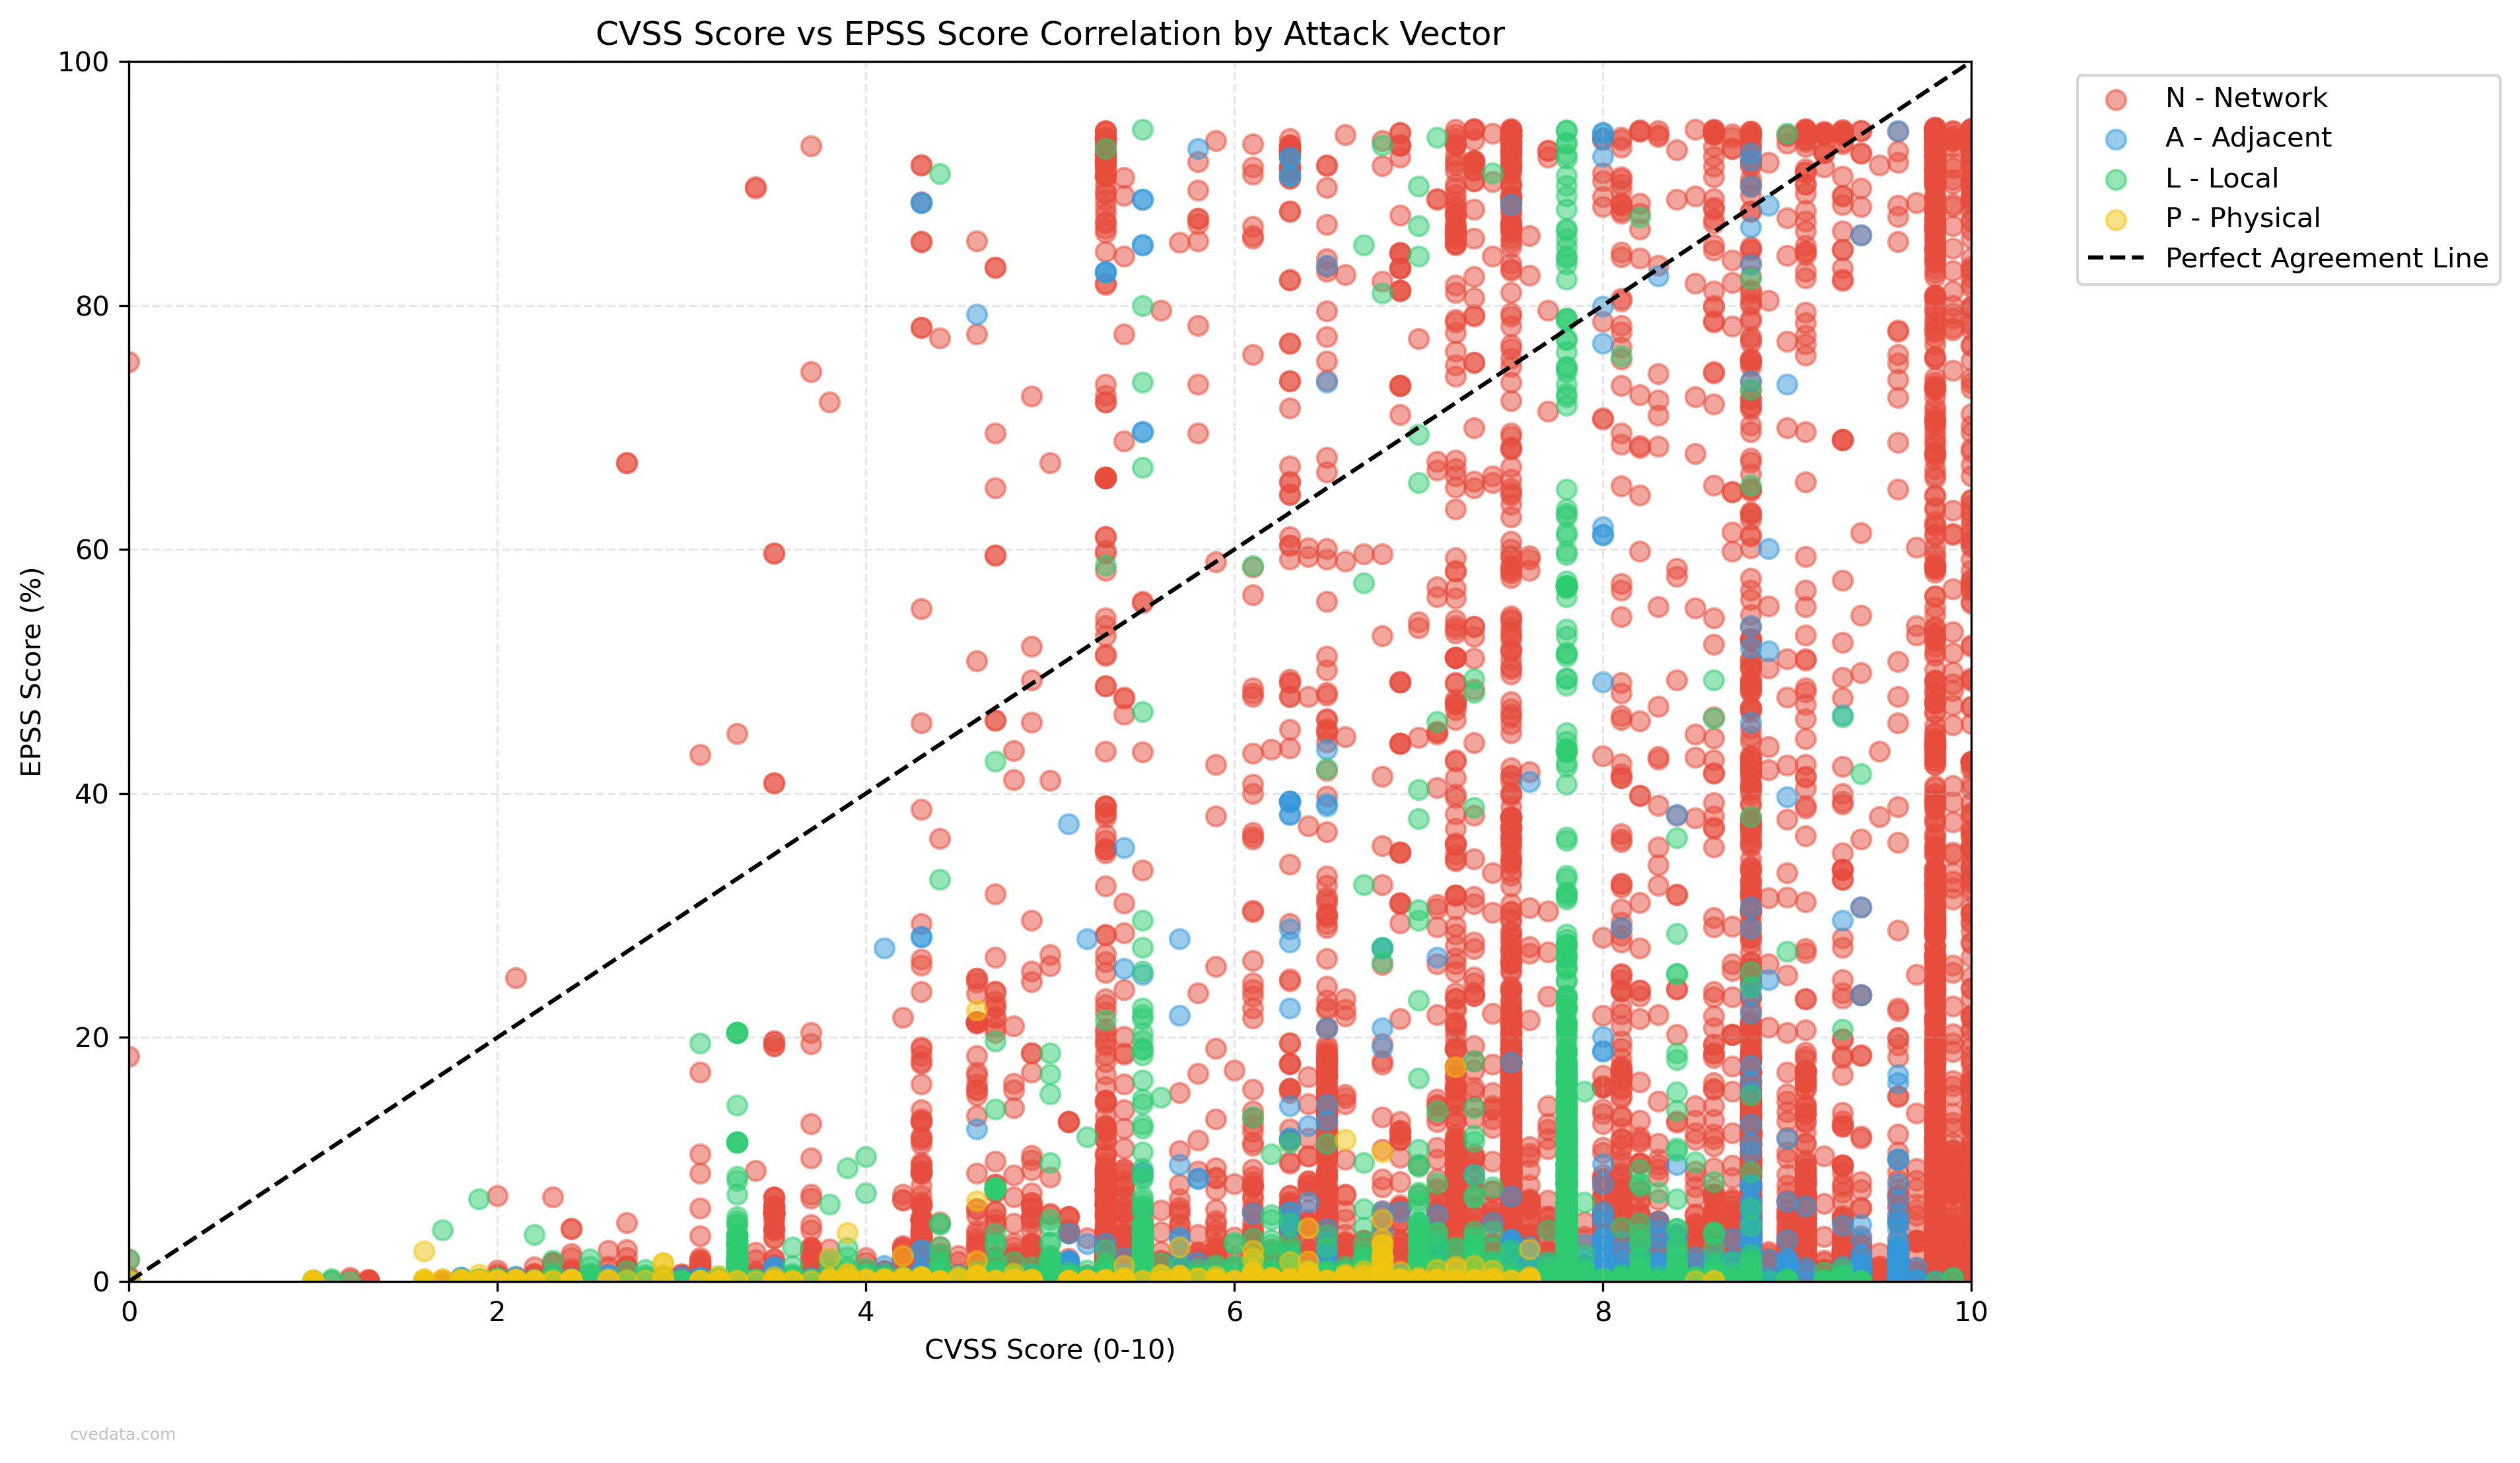 CVSS Score vs EPSS Score Correlation by Attack Vector
100
80
60
40
20
0
EPSS Score (%)
0
2
4
6
8
10
CVSS Score (0-10)
N - Network
A - Adjacent
L - Local
P - Physical
Perfect Agreement Line
cvedata.com